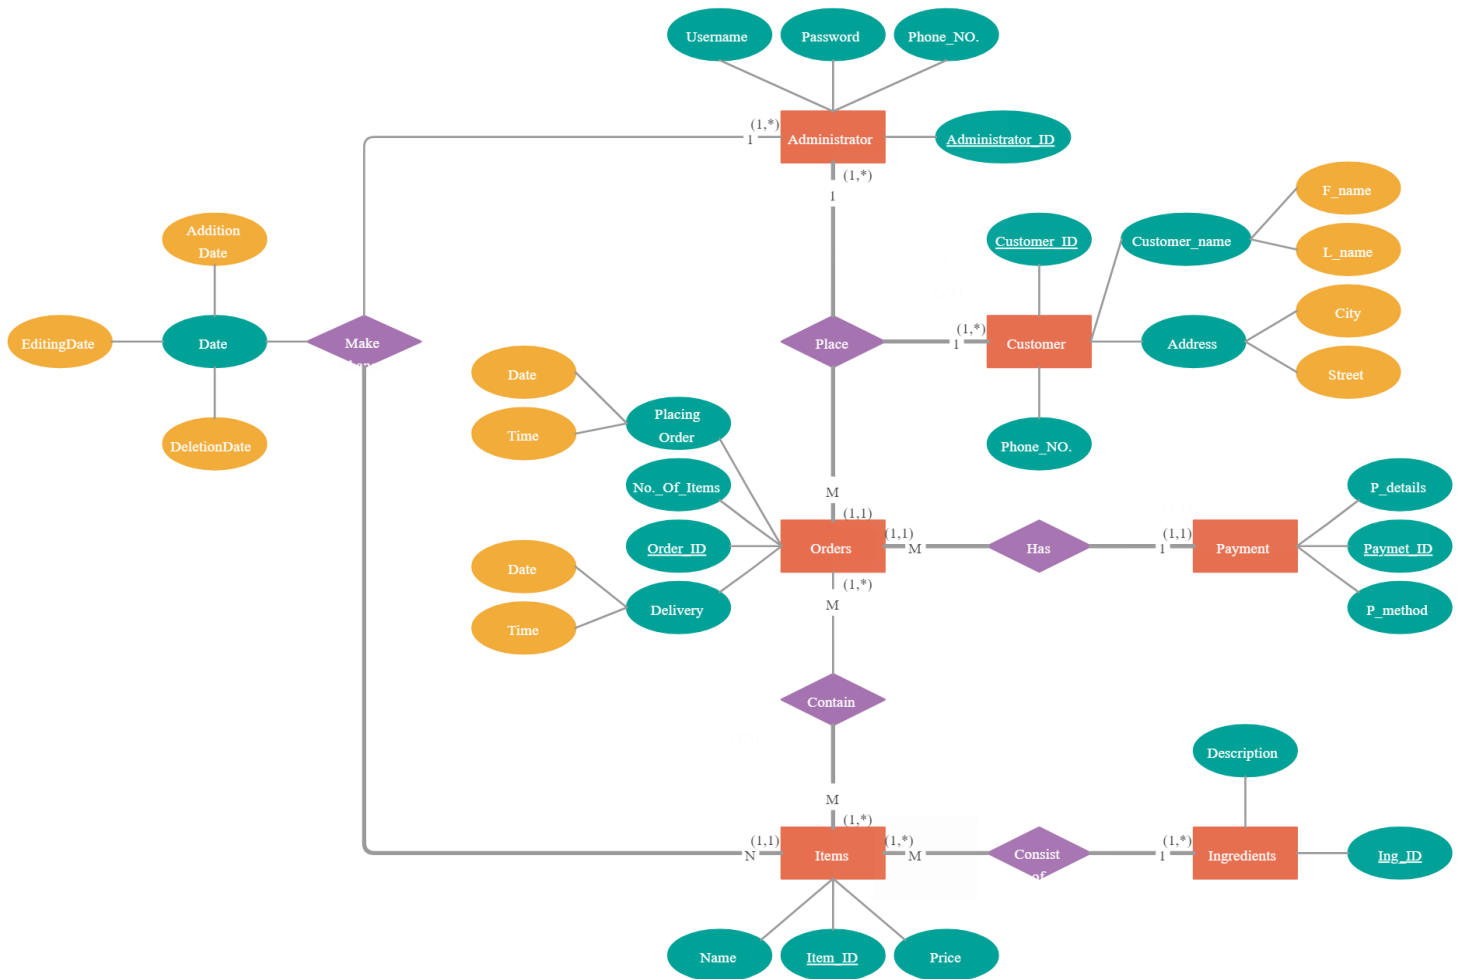 Username
Password
Phone_NO.
(1,*)
1
Administrator
Administrator_ID
(1,*)
1
F_name
Addition
Date
Customer_ID
Customer_name
L_name
City
EditingDate
Date
Make
Place
(1,*)
1
Customer
Address
Date
Street
Placing
Order
Time
DeletionDate
Phone_NO.
No._Of_Items
M
P_details
(1,1)
Order_ID
Orders
(1,1)
M
Has
(1,1)
1
Payment
Paymet_ID
Date
(1,*)
M
Delivery
P_method
Time
Contain
Description
M
(1,*)
(1,1)
N
Items
(1,*)
M
Consist
of
(1,*)
1
Ingredients
Ing_ID
Name
Item_ID
Price